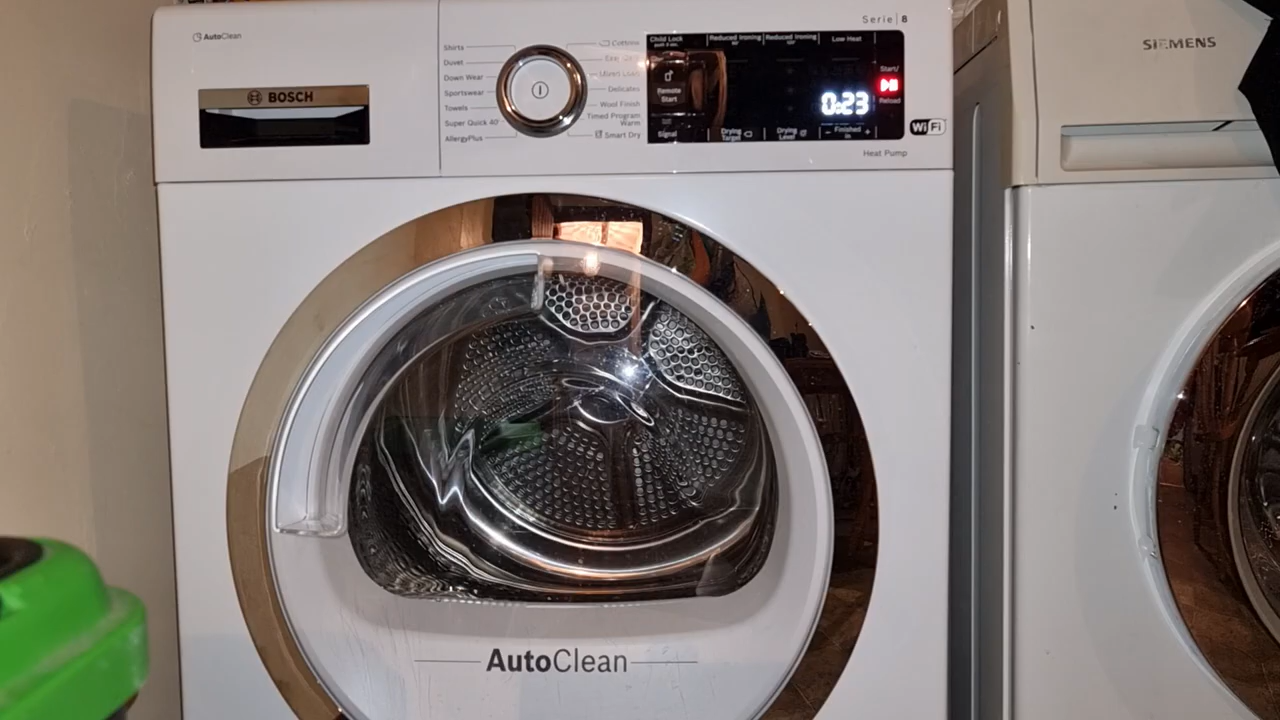 AutoClean
BOSCH
Shirts
Duvet
Down Wear
Sportswear
Towels
Super Quick 40'
AllergyPlus
Cottons
Mixed Load
Delicates
Wool Finish
Timed Program
Warm
Smart Dry
Serie 8
Child Lock
Reduced Ironing
Reduced Ironing
Low Heat
Remote
Start
Signal
Drying
Target
Drying
Level
- Finished +
in
0:23
Start/
Reload
WiFi
Heat Pump
SIEMENS
AutoClean